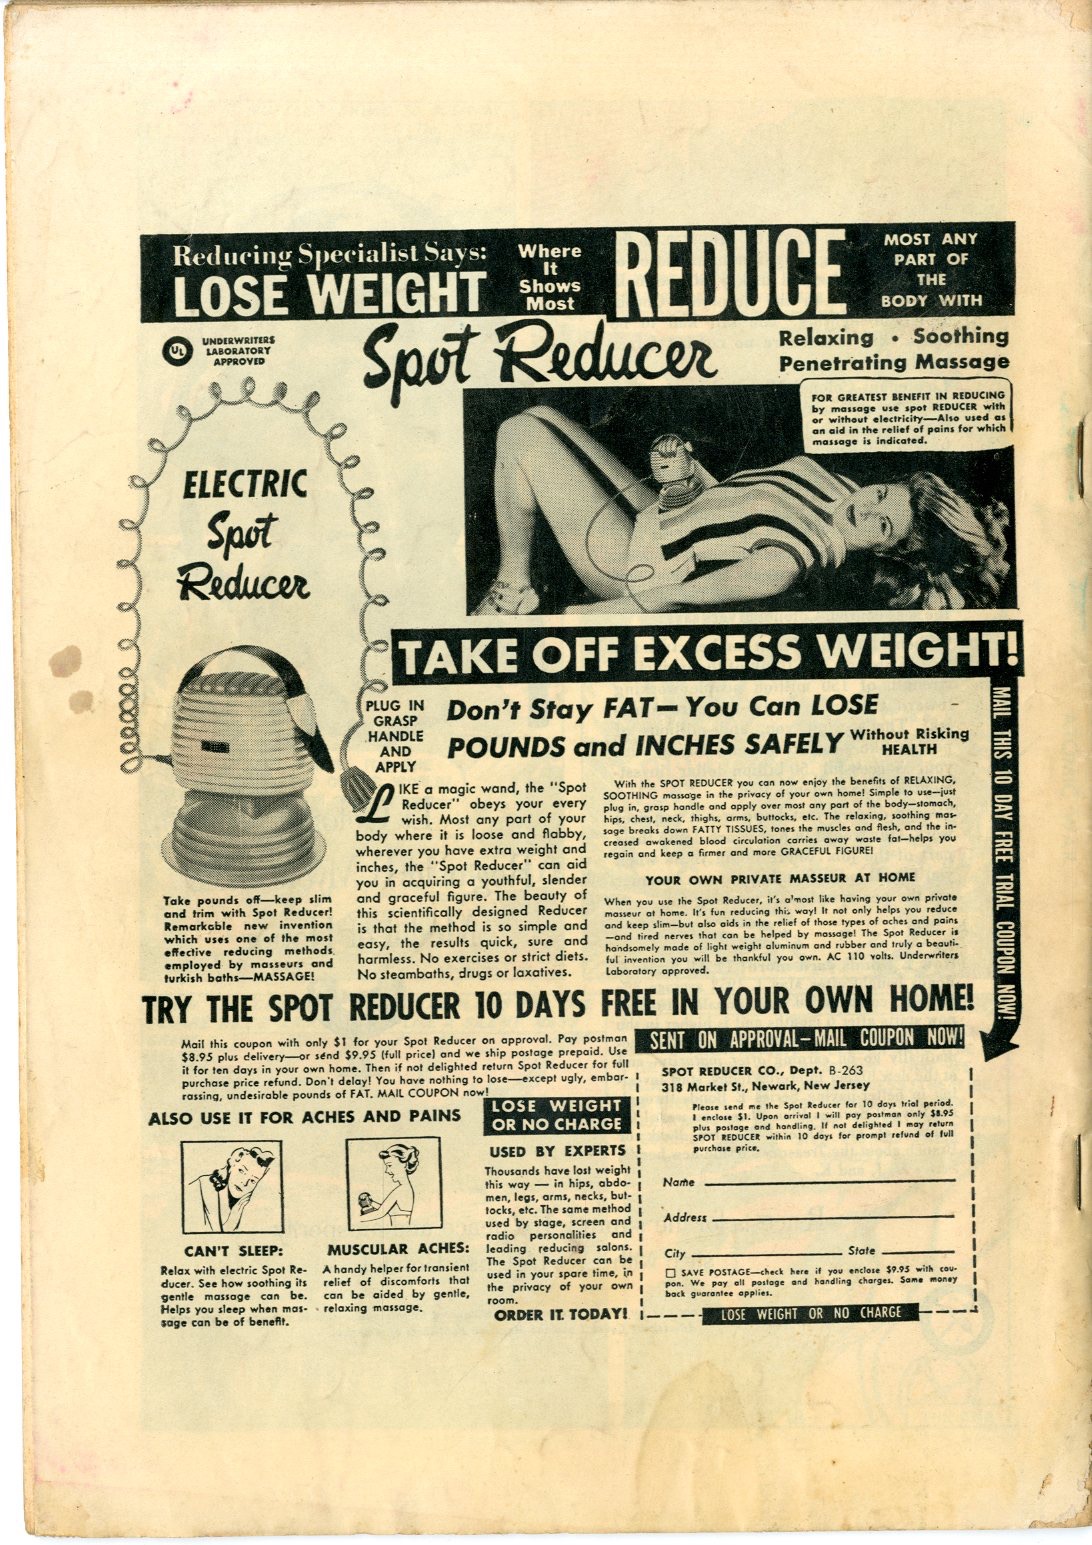 Reducing Specialist Says:
LOSE WEIGHT
Where
It
Shows
Most
REDUCE
MOST ANY
PART OF
THE
BODY WITH
UL
UNDERWRITERS
LABORATORY
APPROVED
Spot Reducer
Relaxing • Soothing
Penetrating Massage
FOR GREATEST BENEFIT IN REDUCING
by massage use spot REDUCER with
or without electricity—Also used as
an aid in the relief of pains for which
massage is indicated.
ELECTRIC
Spot
Reducer
TAKE OFF EXCESS WEIGHT!
PLUG IN
GRASP
HANDLE
AND
APPLY
Don't Stay FAT—You Can LOSE
POUNDS and INCHES SAFELY
Without Risking
HEALTH
MAIL THIS 10 DAY FREE TRIAL COUPON NOW!
Take pounds off—keep slim
and trim with Spot Reducer!
Remarkable new invention
which uses one of the most
effective reducing methods
employed by masseurs and
turkish baths—MASSAGE!
LIKE a magic wand, the "Spot
Reducer" obeys your every
wish. Most any part of your
body where it is loose and flabby,
wherever you have extra weight and
inches, the "Spot Reducer" can aid
you in acquiring a youthful, slender
and graceful figure. The beauty of
this scientifically designed Reducer
is that the method is so simple and
easy, the results quick, sure and
harmless. No exercises or strict diets.
No steambaths, drugs or laxatives.
With the SPOT REDUCER you can now enjoy the benefits of RELAXING,
SOOTHING massage in the privacy of your own home! Simple to use—just
plug in, grasp handle and apply over most any part of the body—stomach,
hips, chest, neck, thighs, arms, buttocks, etc. The relaxing, soothing mas-
sage breaks down FATTY TISSUES, tones the muscles and flesh, and the in-
creased awakened blood circulation carries away waste fat—helps you
regain and keep a firmer and more GRACEFUL FIGURE!
YOUR OWN PRIVATE MASSEUR AT HOME
When you use the Spot Reducer, it's almost like having your own private
masseur at home. It's fun reducing this way! It not only helps you reduce
and keep slim—but also aids in the relief of those types of aches and pains
—and tired nerves that can be helped by massage! The Spot Reducer is
handsomely made of light weight aluminum and rubber and truly a beauti-
ful invention you will be thankful you own. AC 110 volts. Underwriters
Laboratory approved.
TRY THE SPOT REDUCER 10 DAYS FREE IN YOUR OWN HOME!
Mail this coupon with only $1 for your Spot Reducer on approval. Pay postman
$8.95 plus delivery—or send $9.95 (full price) and we ship postage prepaid. Use
it for ten days in your own home. Then if not delighted return Spot Reducer for full
purchase price refund. Don't delay! You have nothing to lose—except ugly, embar-
rassing, undesirable pounds of FAT. MAIL COUPON now!
ALSO USE IT FOR ACHES AND PAINS
CAN'T SLEEP:
Relax with electric Spot Re-
ducer. See how soothing its
gentle massage can be.
Helps you sleep when mas-
sage can be of benefit.
MUSCULAR ACHES:
A handy helper for transient
relief of discomforts that
can be aided by gentle,
relaxing massage.
LOSE WEIGHT
OR NO CHARGE
USED BY EXPERTS
Thousands have lost weight
this way — in hips, abdo-
men, legs, arms, necks, but-
tocks, etc. The same method
used by stage, screen and
radio personalities and
leading reducing salons.
The Spot Reducer can be
used in your spare time, in
the privacy of your own
room.
ORDER IT TODAY!
SENT ON APPROVAL—MAIL COUPON NOW!
SPOT REDUCER CO., Dept. B-263
318 Market St., Newark, New Jersey
Please send me the Spot Reducer for 10 days trial period.
I enclose $1. Upon arrival I will pay postman only $8.95
plus postage and handling. If not delighted I may return
SPOT REDUCER within 10 days for prompt refund of full
purchase price.
Name
Address
City State
SAVE POSTAGE—check here if you enclose $9.95 with cou-
pon. We pay all postage and handling charges. Same money
back guarantee applies.
LOSE WEIGHT OR NO CHARGE